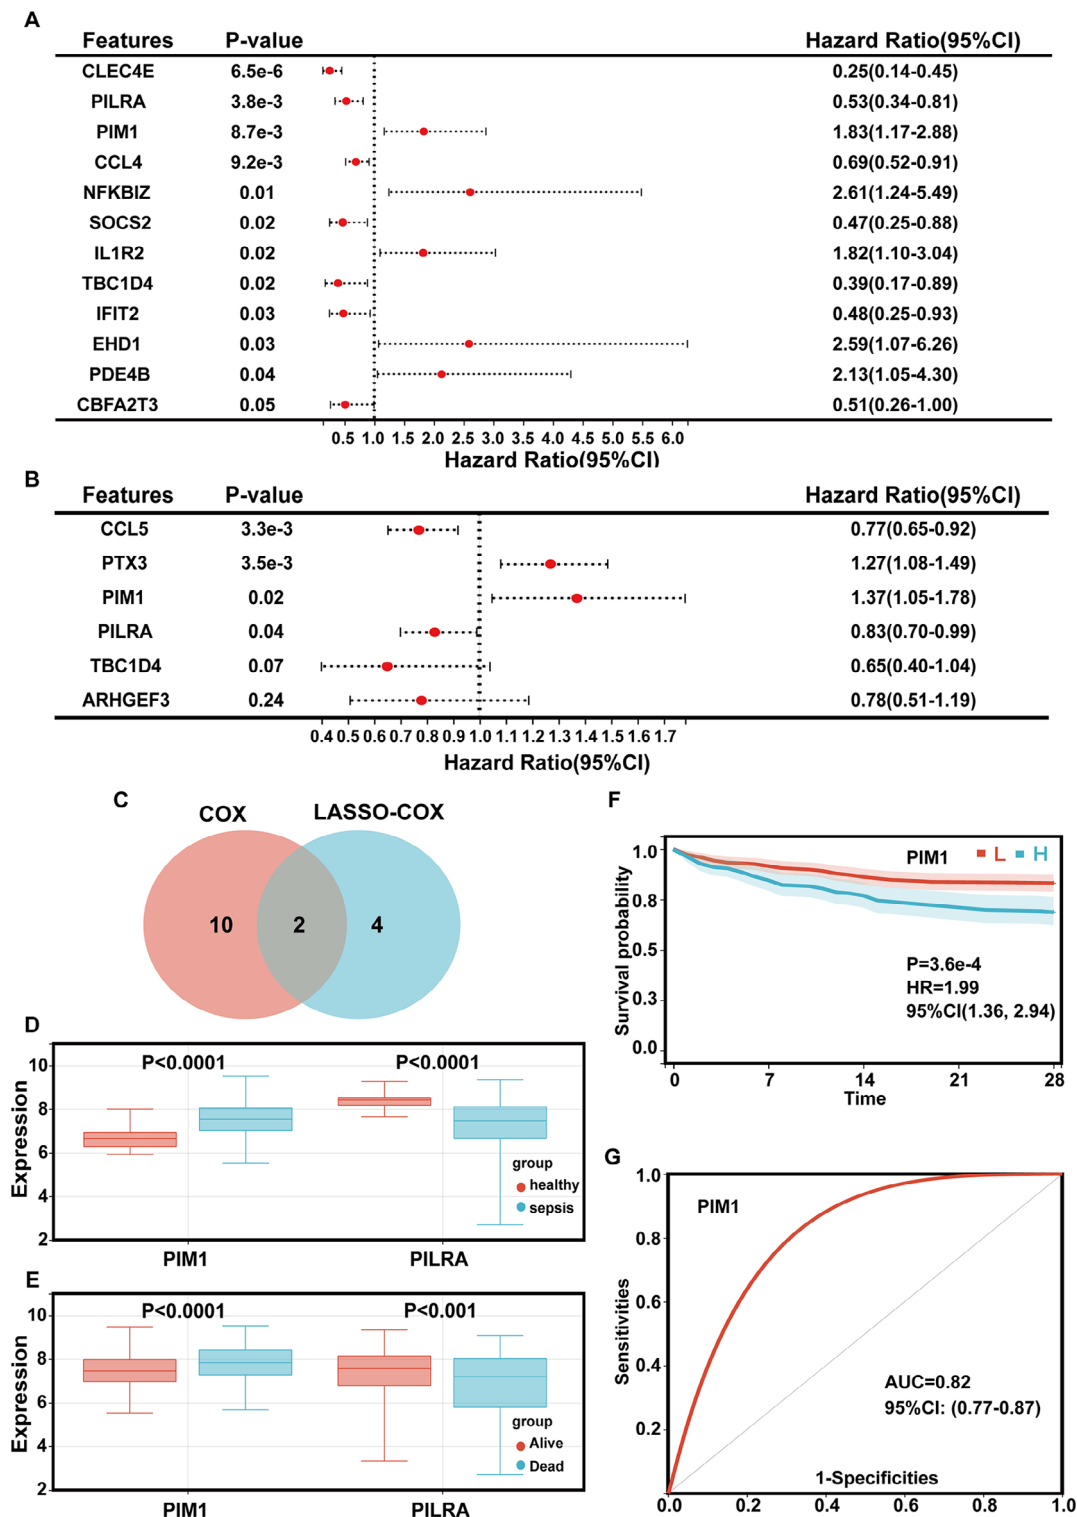 A
Features P-value Hazard Ratio(95%CI)
CLEC4E 6.5e-6 0.25(0.14-0.45)
PILRA 3.8e-3 0.53(0.34-0.81)
PIM1 8.7e-3 1.83(1.17-2.88)
CCL4 9.2e-3 0.69(0.52-0.91)
NFKBIZ 0.01 2.61(1.24-5.49)
SOCS2 0.02 0.47(0.25-0.88)
IL1R2 0.02 1.82(1.10-3.04)
TBC1D4 0.02 0.39(0.17-0.89)
IFIT2 0.03 0.48(0.25-0.93)
EHD1 0.03 2.59(1.07-6.26)
PDE4B 0.04 2.13(1.05-4.30)
CBFA2T3 0.05 0.51(0.26-1.00)
0.5 1.0 1.5 2.0 2.5 3.0 3.5 4.0 4.5 5.0 5.5 6.0
Hazard Ratio(95%CI)
B
Features P-value Hazard Ratio(95%CI)
CCL5 3.3e-3 0.77(0.65-0.92)
PTX3 3.5e-3 1.27(1.08-1.49)
PIM1 0.02 1.37(1.05-1.78)
PILRA 0.04 0.83(0.70-0.99)
TBC1D4 0.07 0.65(0.40-1.04)
ARHGEF3 0.24 0.78(0.51-1.19)
0.4 0.5 0.6 0.7 0.8 0.9 1.0 1.1 1.2 1.3 1.4 1.5 1.6 1.7
Hazard Ratio(95%CI)
C
COX LASSO-COX
10 2 4
D
P<0.0001 P<0.0001
10
8
6
4
2
Expression
group
healthy
sepsis
PIM1 PILRA
E
P<0.0001 P<0.001
10
8
6
4
2
Expression
group
Alive
Dead
PIM1 PILRA
F
PIM1 L H
1.0
0.8
0.5
0.3
0.0
Survival probability
P=3.6e-4
HR=1.99
95%CI(1.36, 2.94)
0 7 14 21 28
Time
G
PIM1
1.0
0.8
0.6
0.4
0.2
Sensitivities
AUC=0.82
95%CI: (0.77-0.87)
1-Specificities
0.0 0.2 0.4 0.6 0.8 1.0